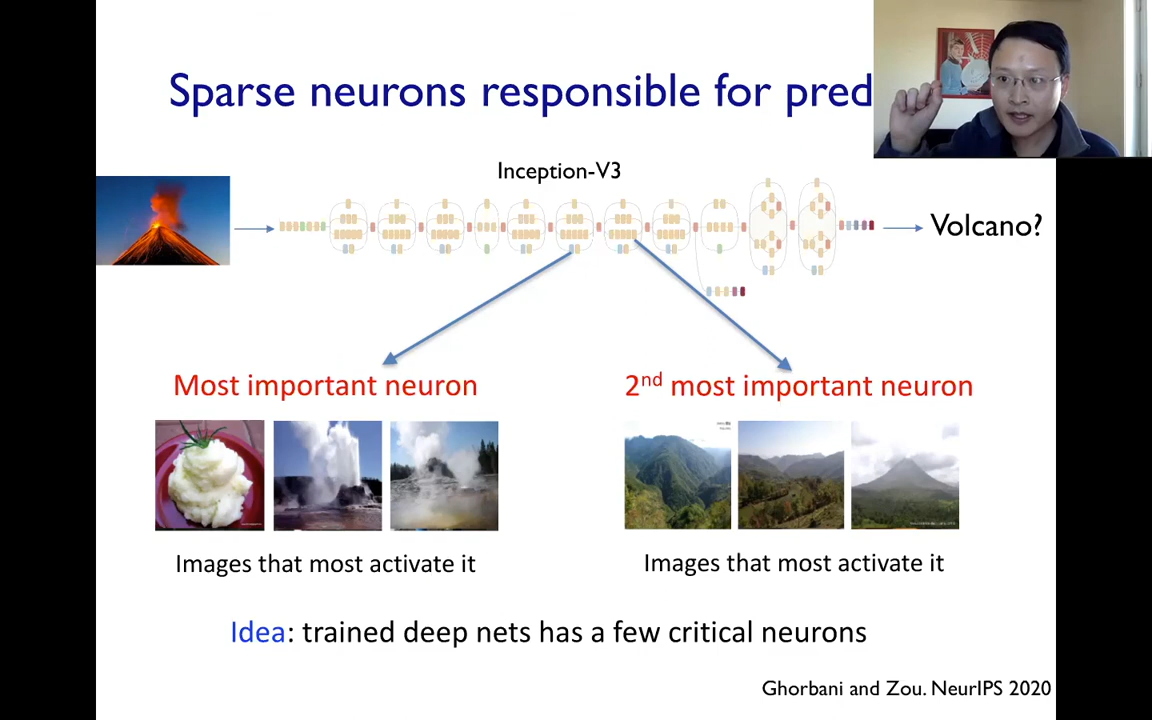 Sparse neurons responsible for pred
Inception-V3
Volcano?
Most important neuron
2nd most important neuron
Images that most activate it
Images that most activate it
Idea: trained deep nets has a few critical neurons
Ghorbani and Zou. NeurIPS 2020